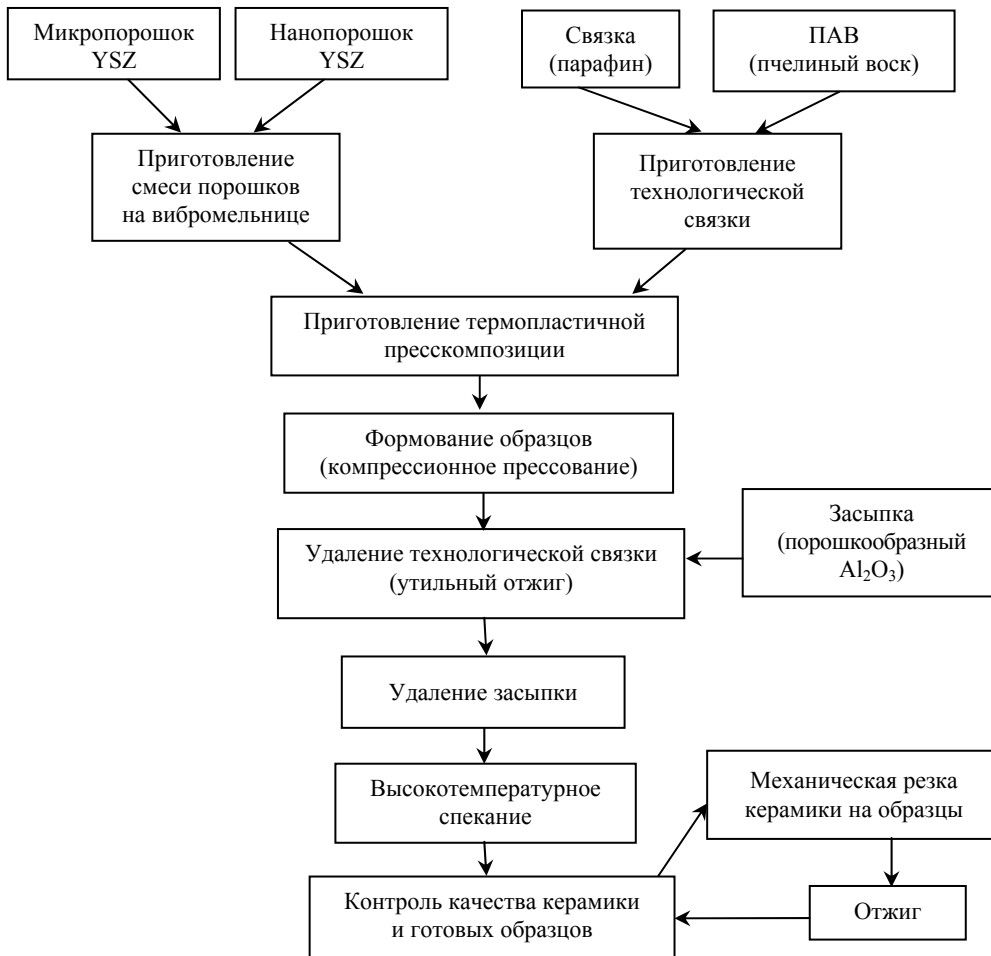 Микропорошок
YSZ
Нанопорошок
YSZ
Связка
(парафин)
ПАВ
(пчелиный воск)
Приготовление
смеси порошков
на вибромельнице
Приготовление
технологической
связки
Приготовление термопластичной
пресскомпозиции
Формование образцов
(компрессионное прессование)
Засыпка
(порошкообразный
Al₂O₃)
Удаление технологической связки
(утильный отжиг)
Удаление засыпки
Высокотемпературное
спекание
Механическая резка
керамики на образцы
Контроль качества керамики
и готовых образцов
Отжиг